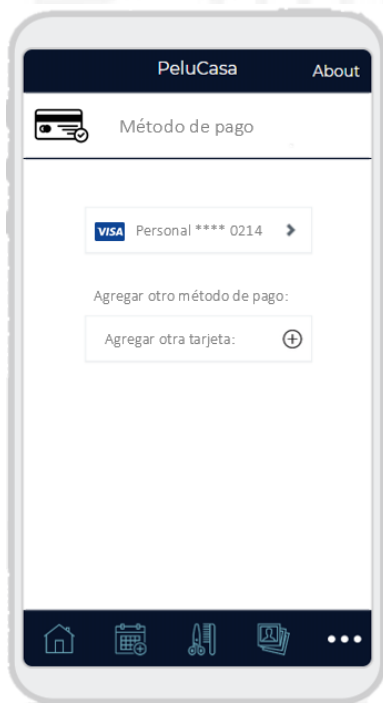 PeluCasa About
Método de pago
VISA Personal **** 0214
Agregar otro método de pago:
Agregar otra tarjeta: